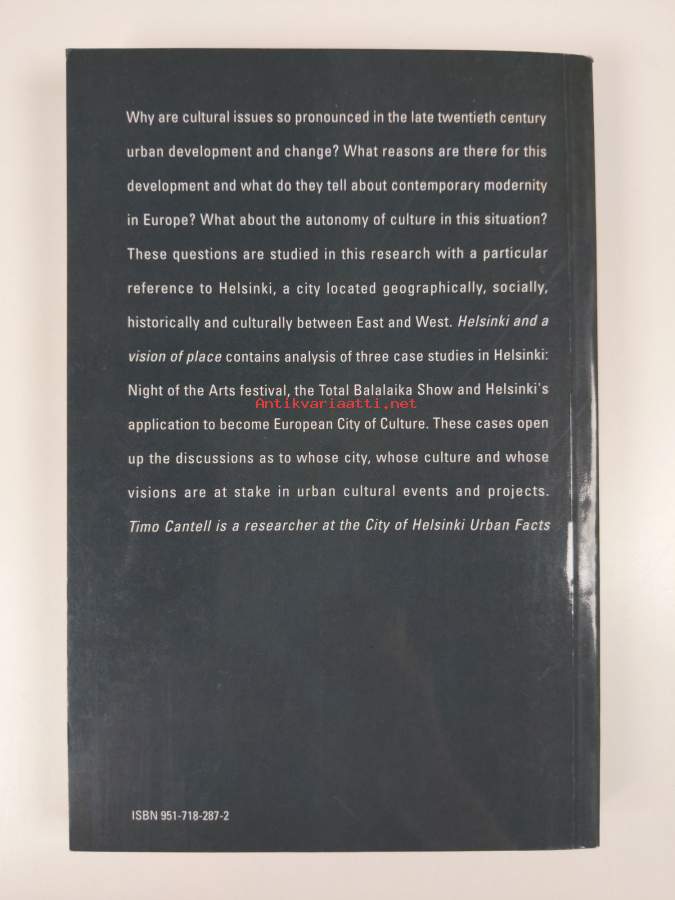 Why are cultural issues so pronounced in the late twentieth century
urban development and change? What reasons are there for this
development and what do they tell about contemporary modernity
in Europe? What about the autonomy of culture in this situation?
These questions are studied in this research with a particular
reference to Helsinki, a city located geographically, socially,
historically and culturally between East and West. Helsinki and a
vision of place contains analysis of three case studies in Helsinki:
Night of the Arts festival, the Total Balalaika Show and Helsinki's
Antikvariaatti.net
application to become European City of Culture. These cases open
up the discussions as to whose city, whose culture and whose
visions are at stake in urban cultural events and projects.
Timo Cantell is a researcher at the City of Helsinki Urban Facts
ISBN 951-718-287-2